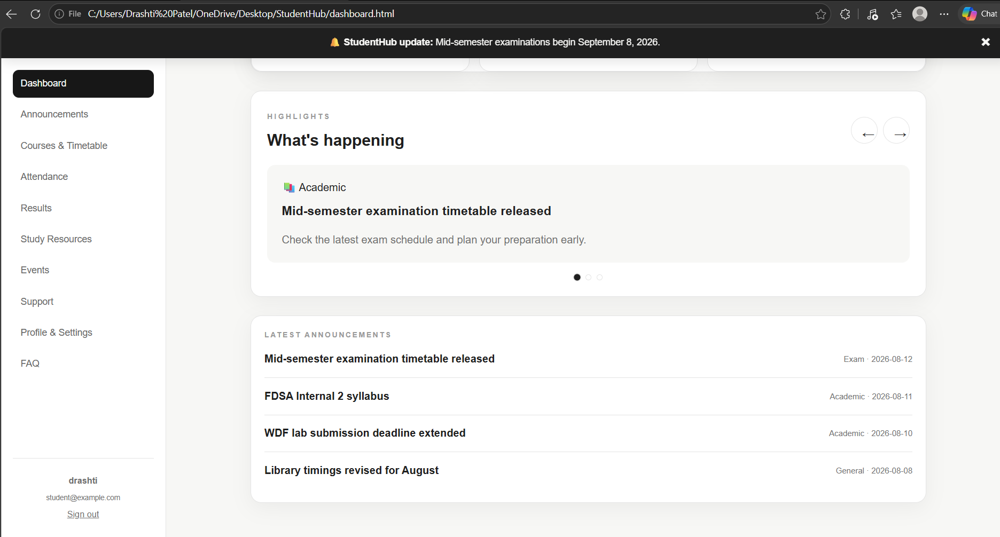 File C:/Users/Drashti%20Patel/OneDrive/Desktop/StudentHub/dashboard.html
Chat
🔔 StudentHub update: Mid-semester examinations begin September 8, 2026.
Dashboard
Announcements
Courses & Timetable
Attendance
Results
Study Resources
Events
Support
Profile & Settings
FAQ
drashti
student@example.com
Sign out
HIGHLIGHTS
What's happening
← →
Academic
Mid-semester examination timetable released
Check the latest exam schedule and plan your preparation early.
LATEST ANNOUNCEMENTS
Mid-semester examination timetable released
Exam · 2026-08-12
FDSA Internal 2 syllabus
Academic · 2026-08-11
WDF lab submission deadline extended
Academic · 2026-08-10
Library timings revised for August
General · 2026-08-08